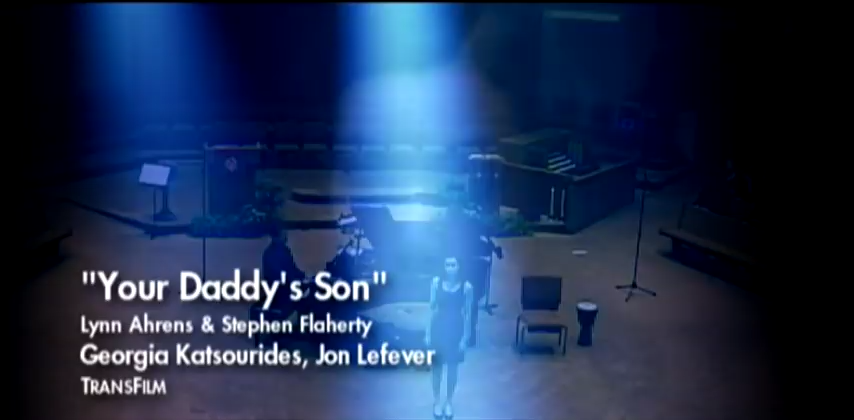 "Your Daddy's Son"
Lynn Ahrens & Stephen Flaherty
Georgia Katsourides, Jon Lefever
TRANSFILM